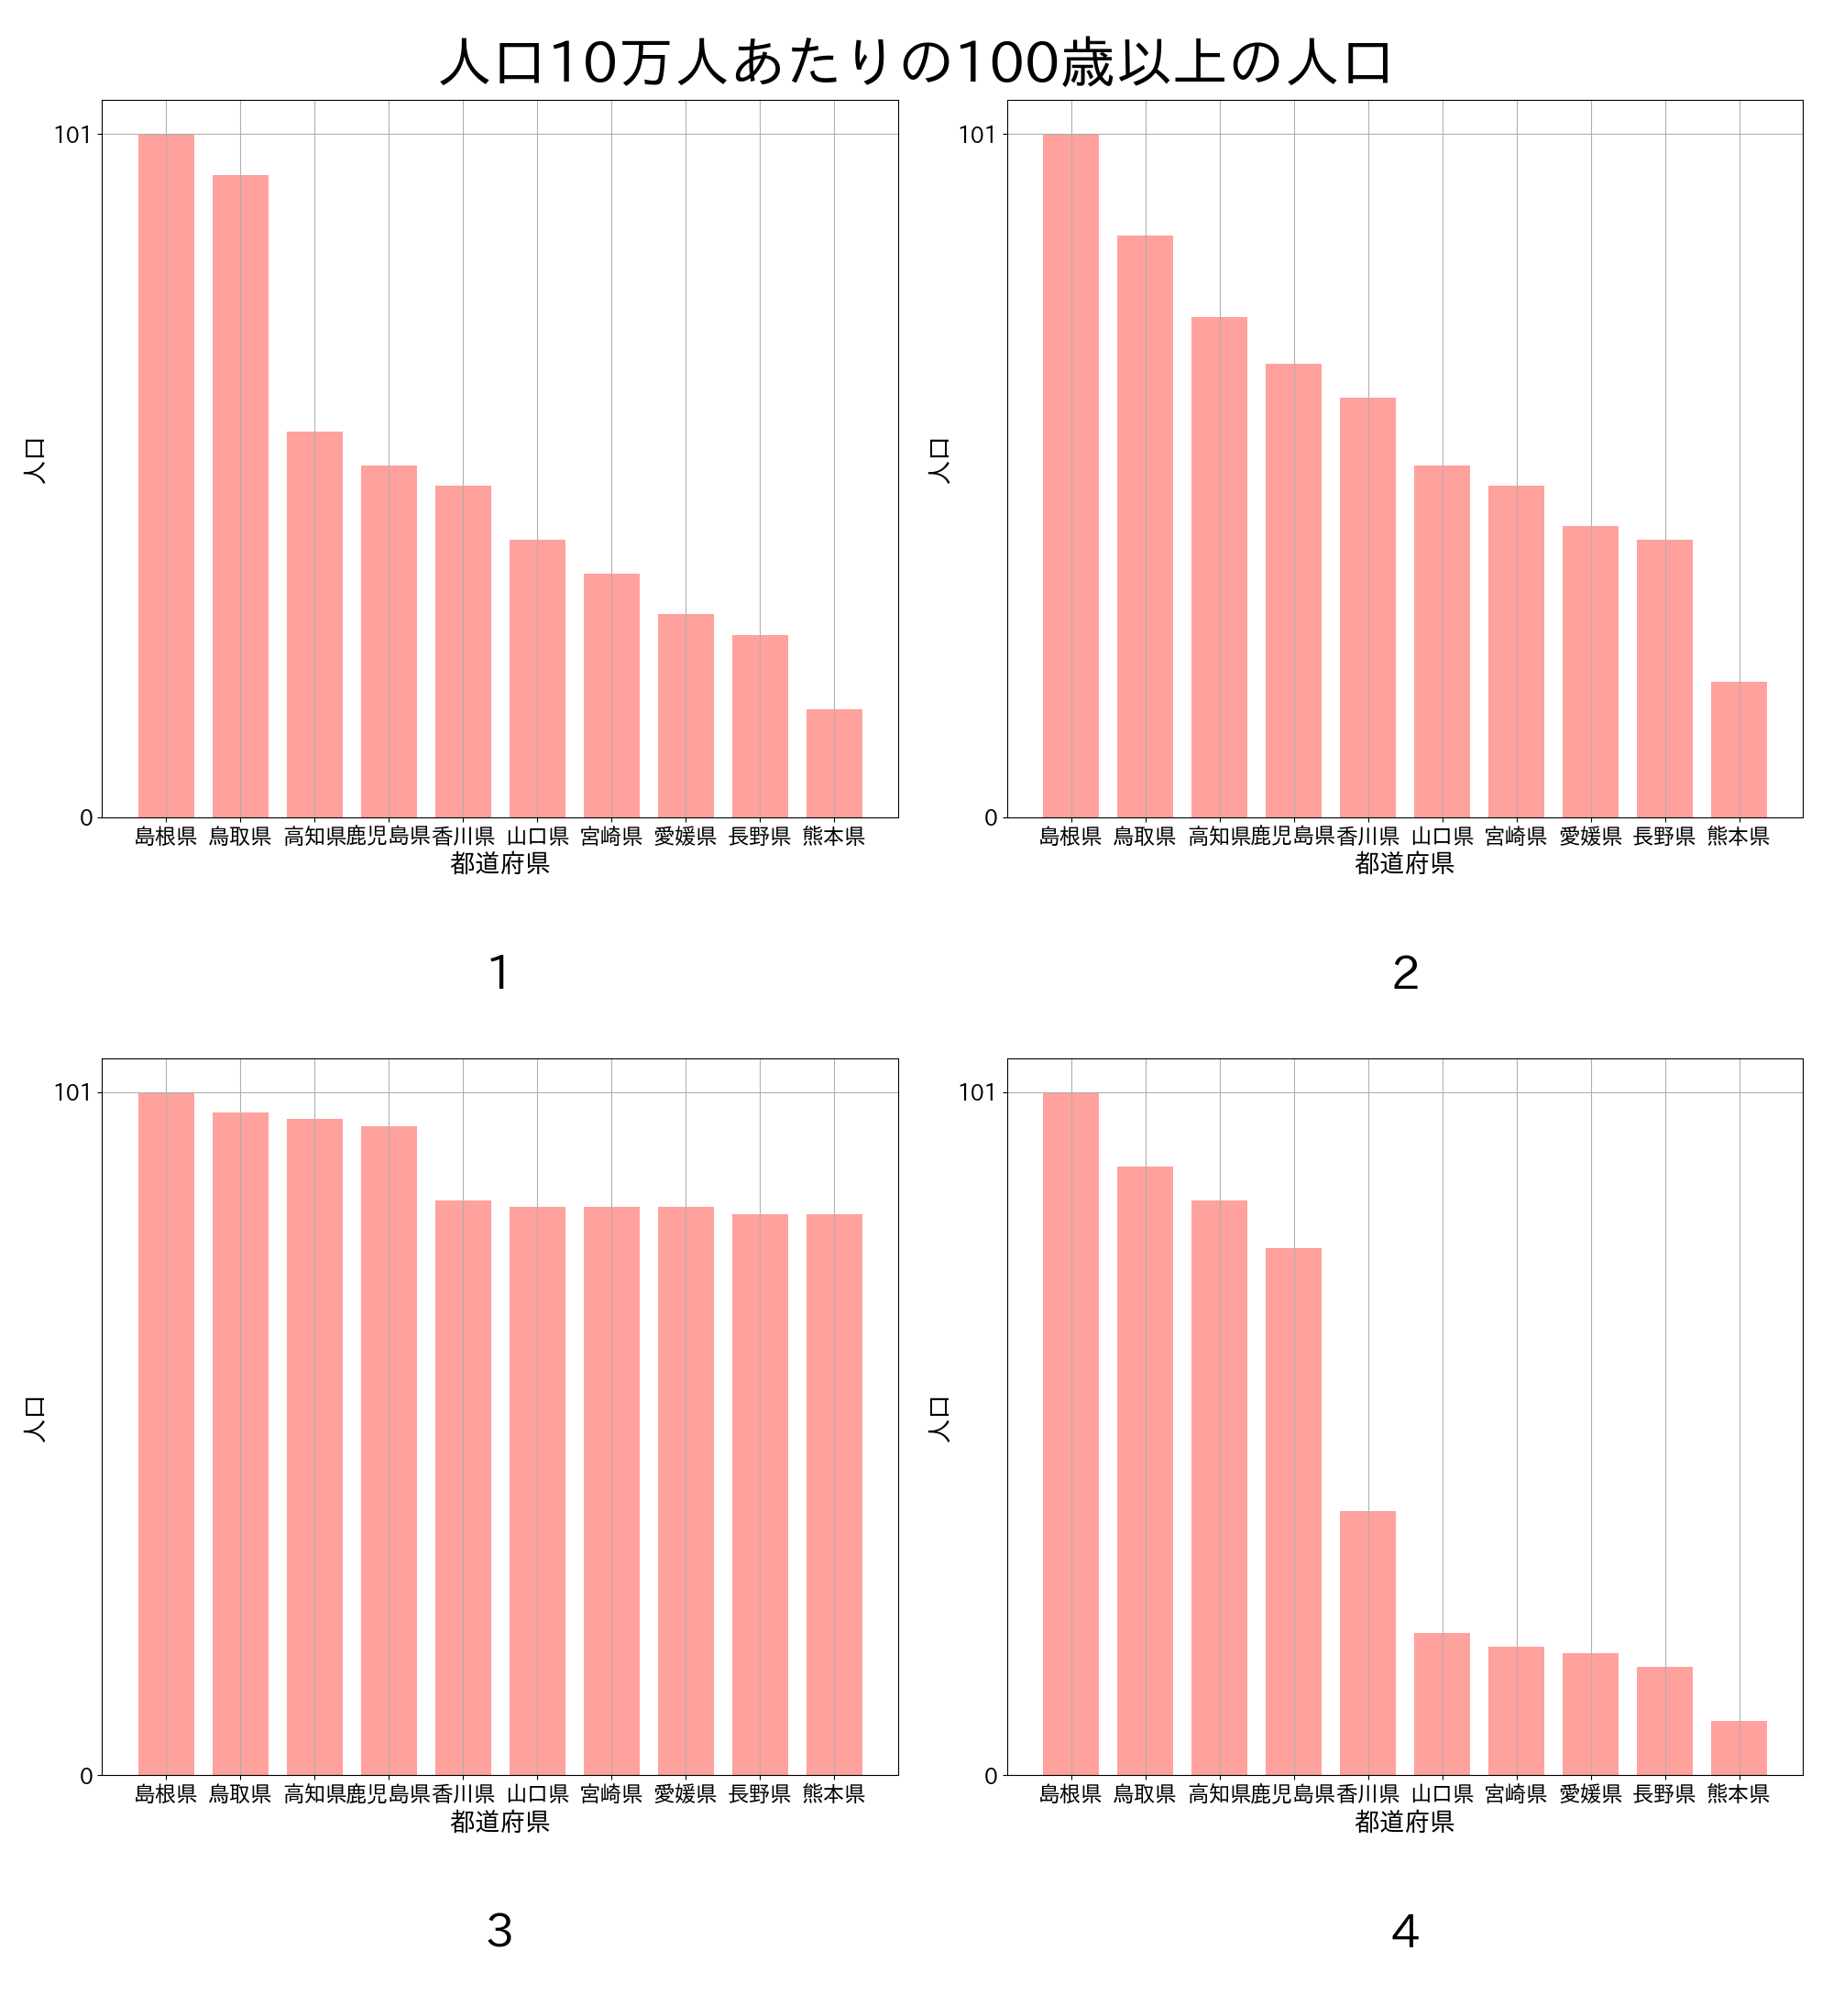 人口10万人あたりの100歳以上の人口
101
0
人口
島根県 鳥取県 高知県 鹿児島県 香川県 山口県 宮崎県 愛媛県 長野県 熊本県
都道府県
1
101
0
人口
島根県 鳥取県 高知県 鹿児島県 香川県 山口県 宮崎県 愛媛県 長野県 熊本県
都道府県
2
101
0
人口
島根県 鳥取県 高知県 鹿児島県 香川県 山口県 宮崎県 愛媛県 長野県 熊本県
都道府県
3
101
0
人口
島根県 鳥取県 高知県 鹿児島県 香川県 山口県 宮崎県 愛媛県 長野県 熊本県
都道府県
4